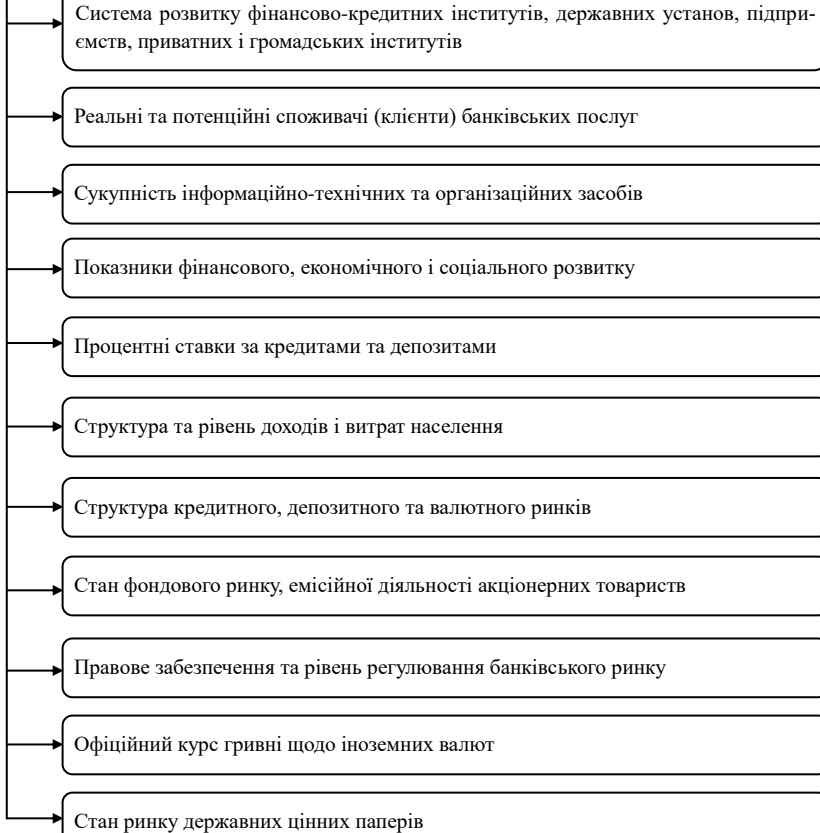 Система розвитку фінансово-кредитних інститутів, державних установ, підпри-
ємств, приватних і громадських інститутів
Реальні та потенційні споживачі (клієнти) банківських послуг
Сукупність інформаційно-технічних та організаційних засобів
Показники фінансового, економічного і соціального розвитку
Процентні ставки за кредитами та депозитами
Структура та рівень доходів і витрат населення
Структура кредитного, депозитного та валютного ринків
Стан фондового ринку, емісійної діяльності акціонерних товариств
Правове забезпечення та рівень регулювання банківського ринку
Офіційний курс гривні щодо іноземних валют
Стан ринку державних цінних паперів